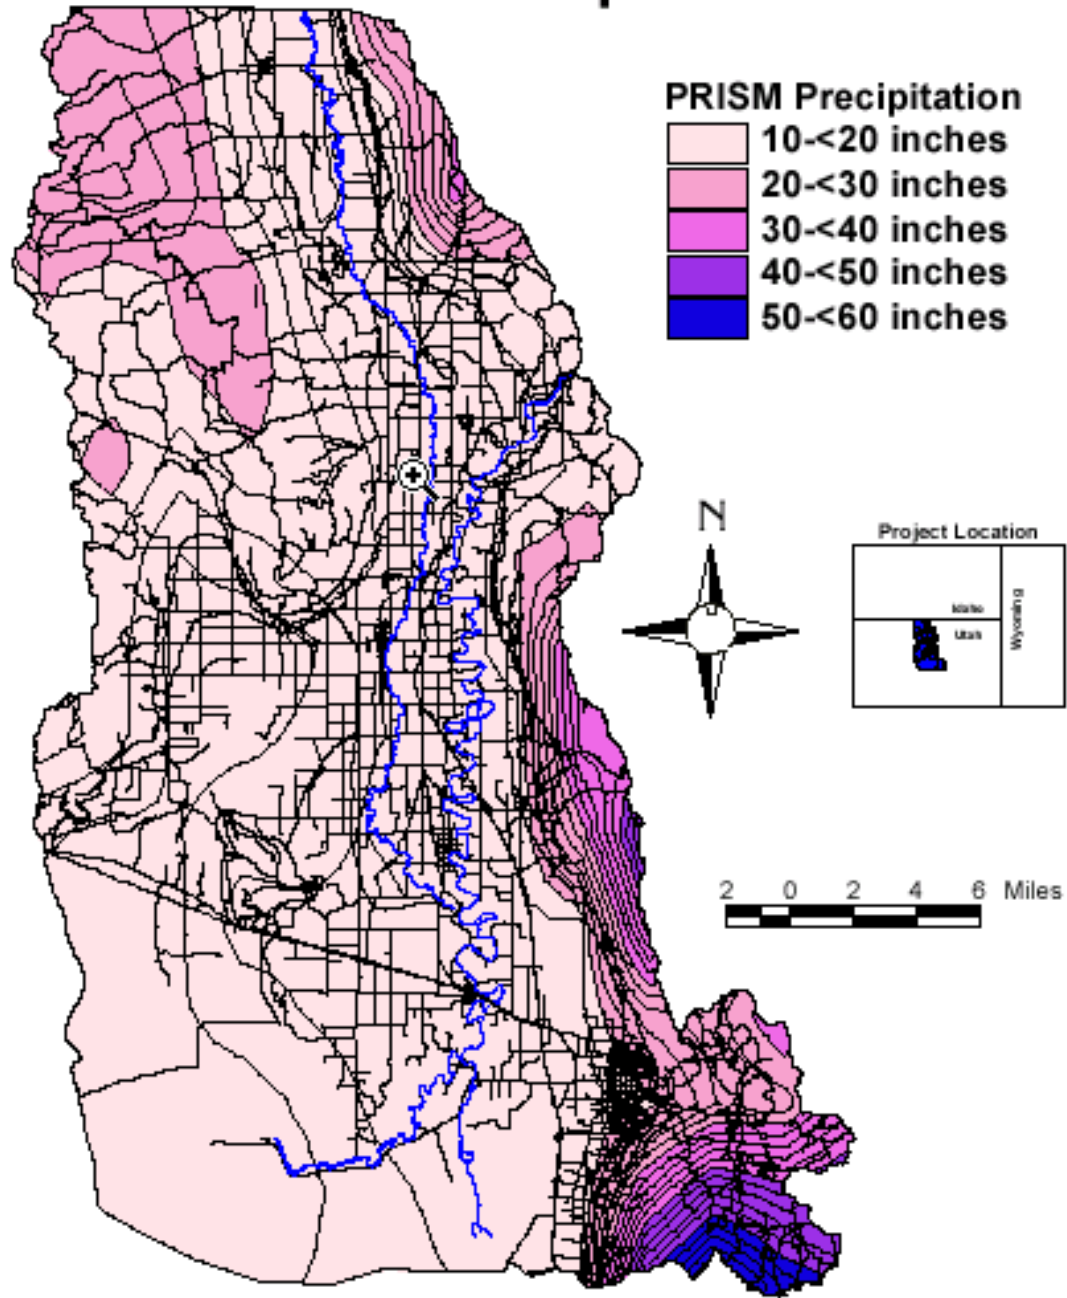 PRISM Precipitation
10-<20 inches
20-<30 inches
30-<40 inches
40-<50 inches
50-<60 inches
N
Project Location
Idaho
Utah
Wyoming
2 0 2 4 6 Miles